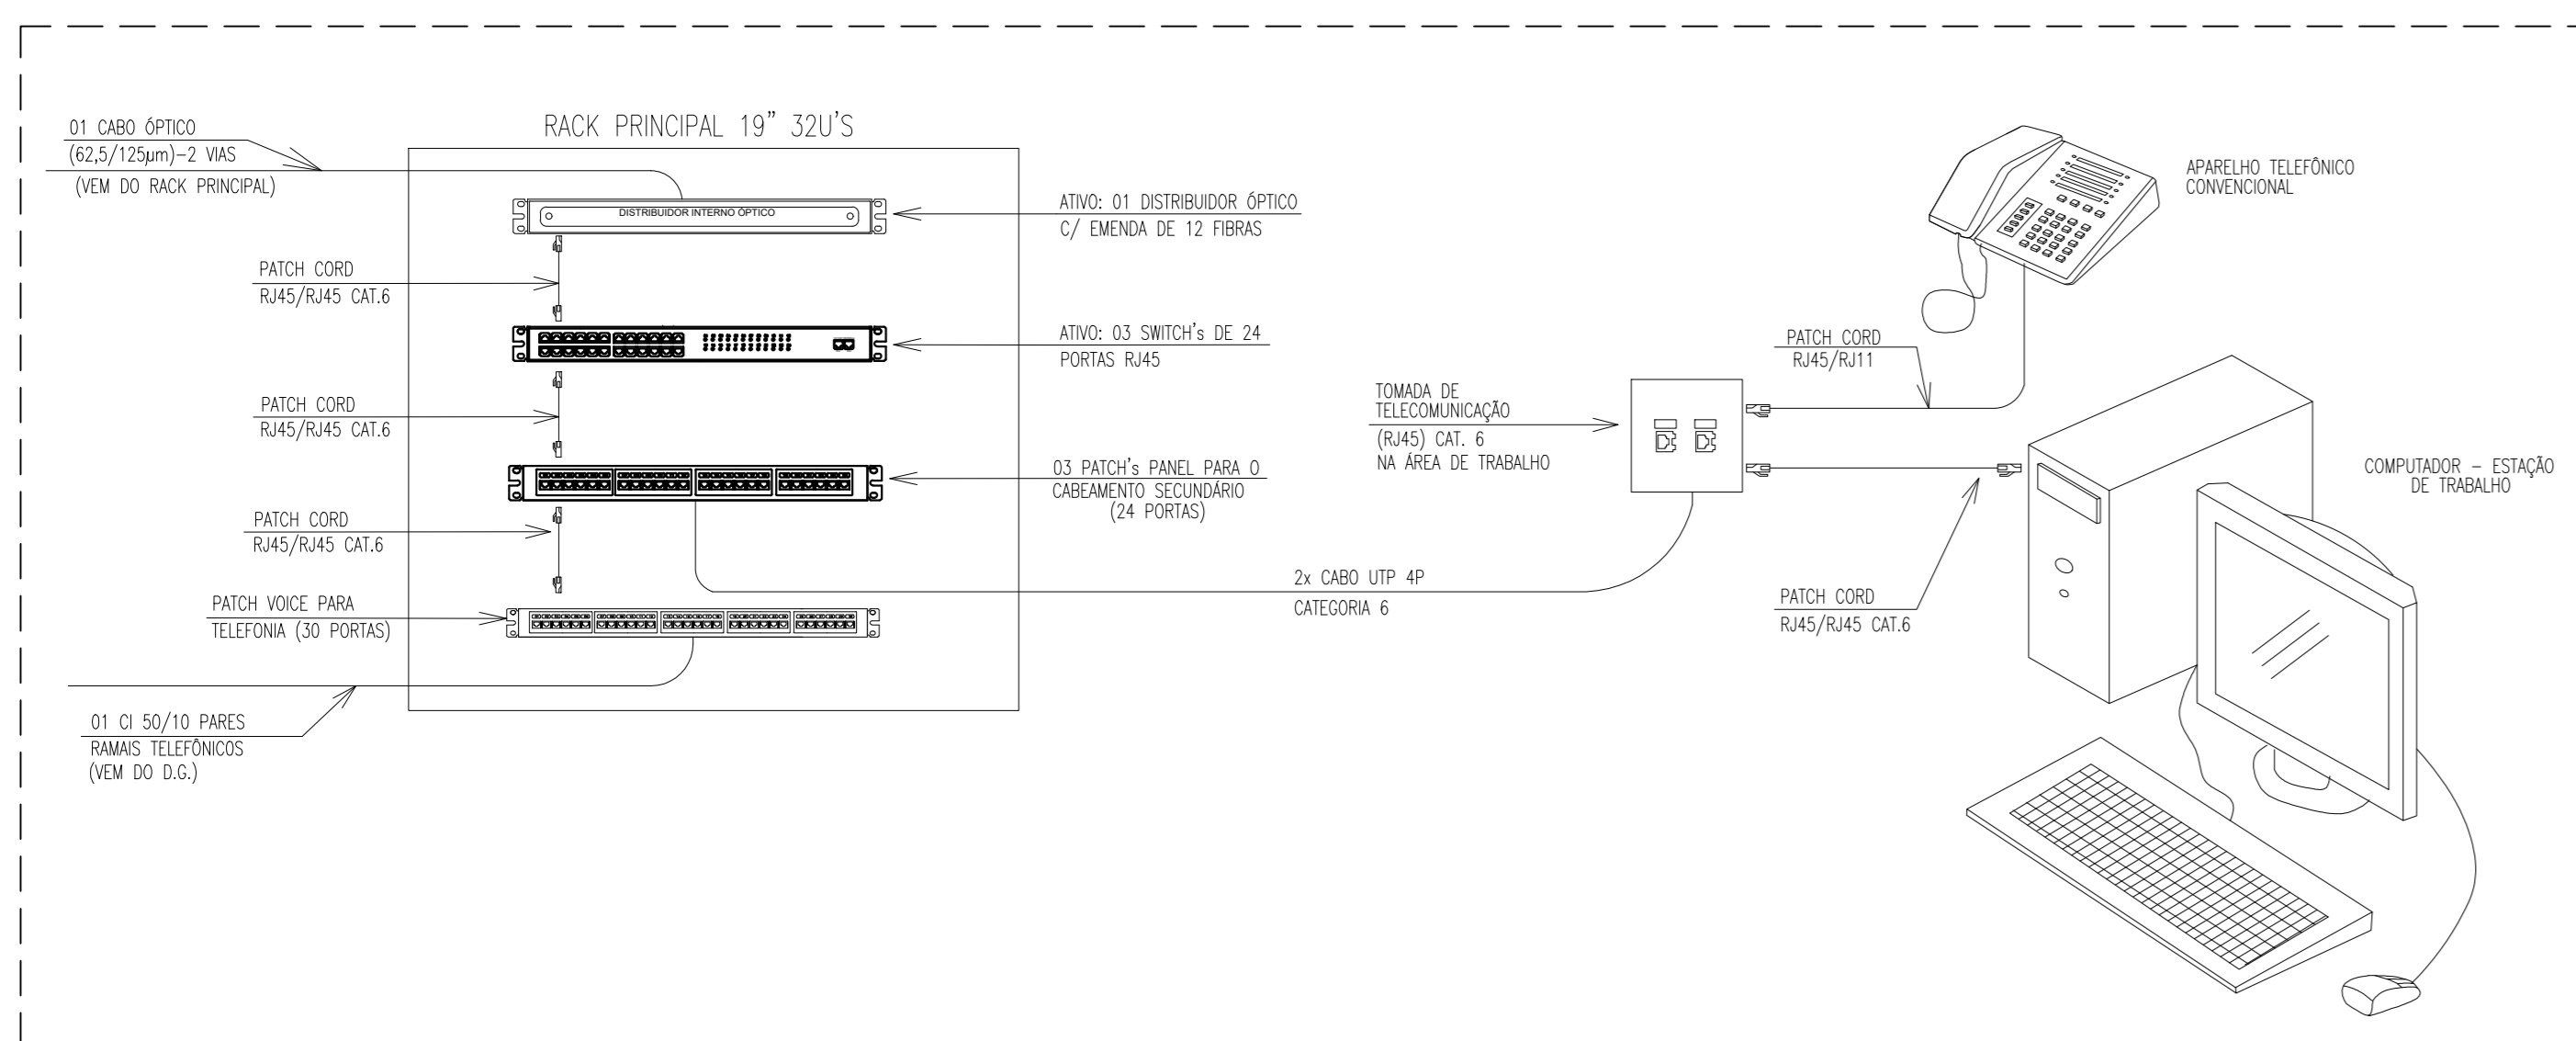 RACK PRINCIPAL 19" 32U'S
01 CABO ÓPTICO
(62,5/125µm)-2 VIAS
(VEM DO RACK PRINCIPAL)
DISTRIBUIDOR INTERNO ÓPTICO
ATIVO: 01 DISTRIBUIDOR ÓPTICO
C/ EMENDA DE 12 FIBRAS
PATCH CORD
RJ45/RJ45 CAT.6
ATIVO: 03 SWITCH's DE 24
PORTAS RJ45
PATCH CORD
RJ45/RJ45 CAT.6
03 PATCH's PANEL PARA O
CABEAMENTO SECUNDÁRIO
(24 PORTAS)
PATCH CORD
RJ45/RJ45 CAT.6
PATCH VOICE PARA
TELEFONIA (30 PORTAS)
01 CI 50/10 PARES
RAMAIS TELEFÔNICOS
(VEM DO D.G.)
2x CABO UTP 4P
CATEGORIA 6
TOMADA DE
TELECOMUNICAÇÃO
(RJ45) CAT. 6
NA ÁREA DE TRABALHO
PATCH CORD
RJ45/RJ11
APARELHO TELEFÔNICO
CONVENCIONAL
PATCH CORD
RJ45/RJ45 CAT.6
COMPUTADOR - ESTAÇÃO
DE TRABALHO